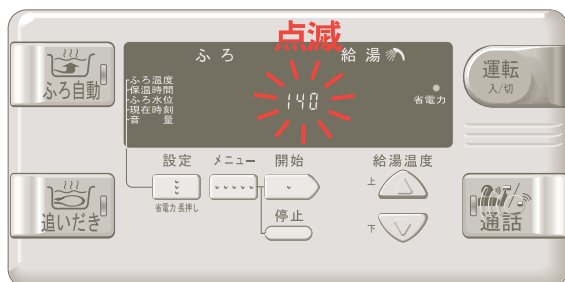 点滅
ふろ 給湯
ふろ温度
保温時間
ふろ水位
現在時刻
音 量
140
省電力
ふろ自動
運転
入/切
設定 メニュー 開始 給湯温度
上
省電力 長押し
停止
下
追いだき
通話